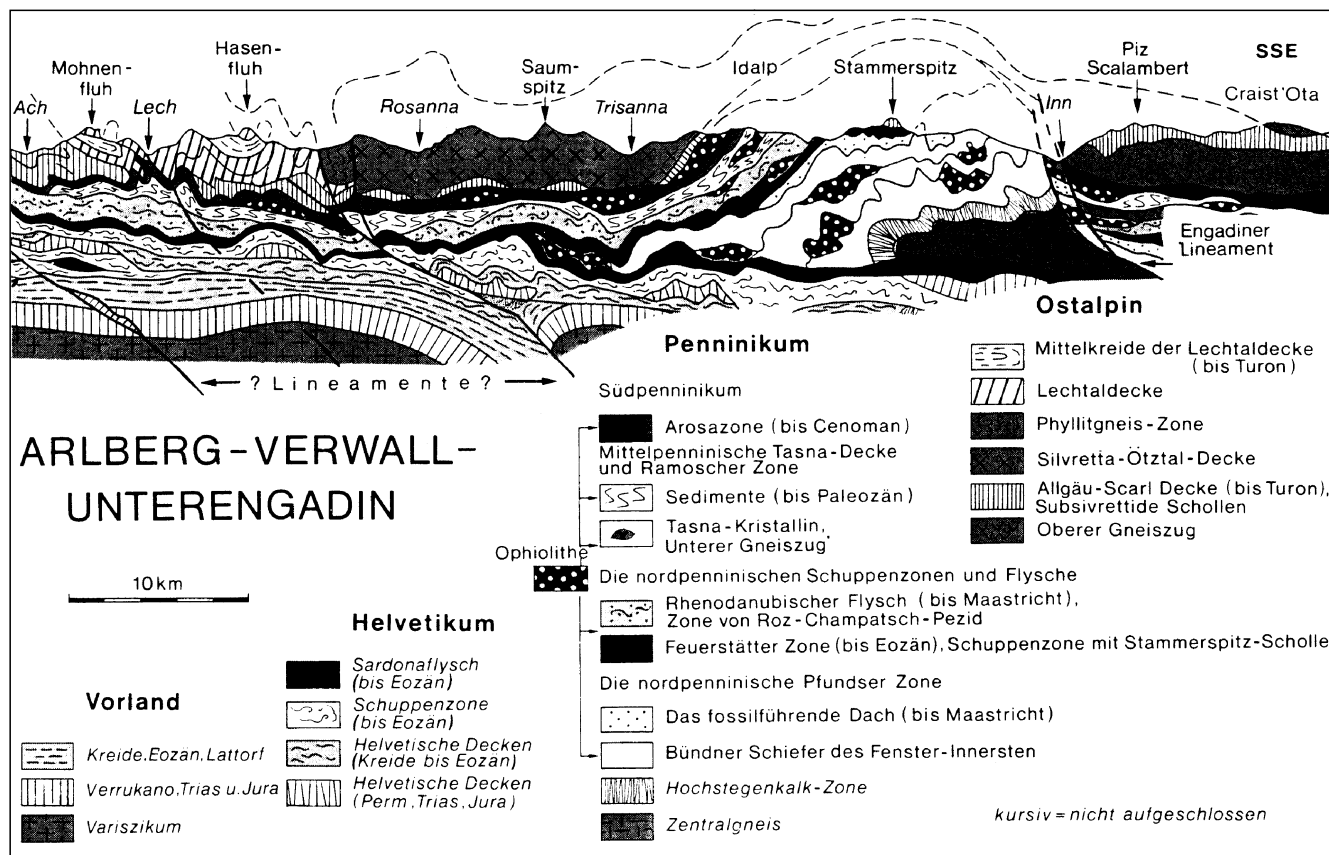 Mohnen-
fluh
Hasen-
fluh
Saum-
spitz
Idalp
Stammerspitz
Piz
Scalambert
SSE
Ach
Lech
Rosanna
Trisanna
Inn
Craist'Ota
Engadiner
Lineament
? Lineamente ?
ARLBERG-VERWALL-
UNTERENGADIN
10km
Vorland
Kreide, Eozän, Lattorf
Verrukano, Trias u. Jura
Variszikum
Helvetikum
Sardonaflysch
(bis Eozän)
Schuppenzone
(bis Eozän)
Helvetische Decken
(Kreide bis Eozän)
Helvetische Decken
(Perm, Trias, Jura)
Penninikum
Südpenninikum
Arosazone (bis Cenoman)
Mittelpenninische Tasna-Decke
und Ramoscher Zone
Sedimente (bis Paleozän)
Tasna-Kristallin,
Unterer Gneiszug
Ophiolithe
Die nordpenninischen Schuppenzonen und Flysche
Rhenodanubischer Flysch (bis Maastricht),
Zone von Roz-Champatsch-Pezid
Feuerstätter Zone (bis Eozän), Schuppenzone mit Stammerspitz-Scholle
Die nordpenninische Pfundser Zone
Das fossilführende Dach (bis Maastricht)
Bündner Schiefer des Fenster-Innersten
Hochstegenkalk-Zone
Zentralgneis
Ostalpin
Mittelkreide der Lechtaldecke
(bis Turon)
Lechtaldecke
Phyllitgneis-Zone
Silvretta-Ötztal-Decke
Allgäu-Scarl Decke (bis Turon),
Subsivrettide Schollen
Oberer Gneiszug
kursiv = nicht aufgeschlossen